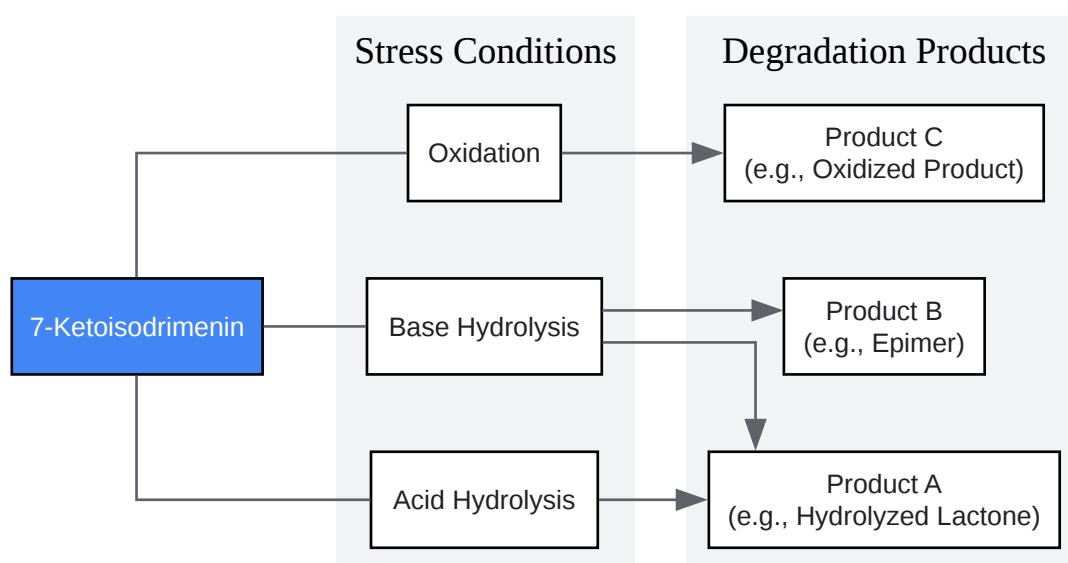 Stress Conditions
Degradation Products
Oxidation
Product C
(e.g., Oxidized Product)
7-Ketoisodrimenin
Base Hydrolysis
Product B
(e.g., Epimer)
Acid Hydrolysis
Product A
(e.g., Hydrolyzed Lactone)